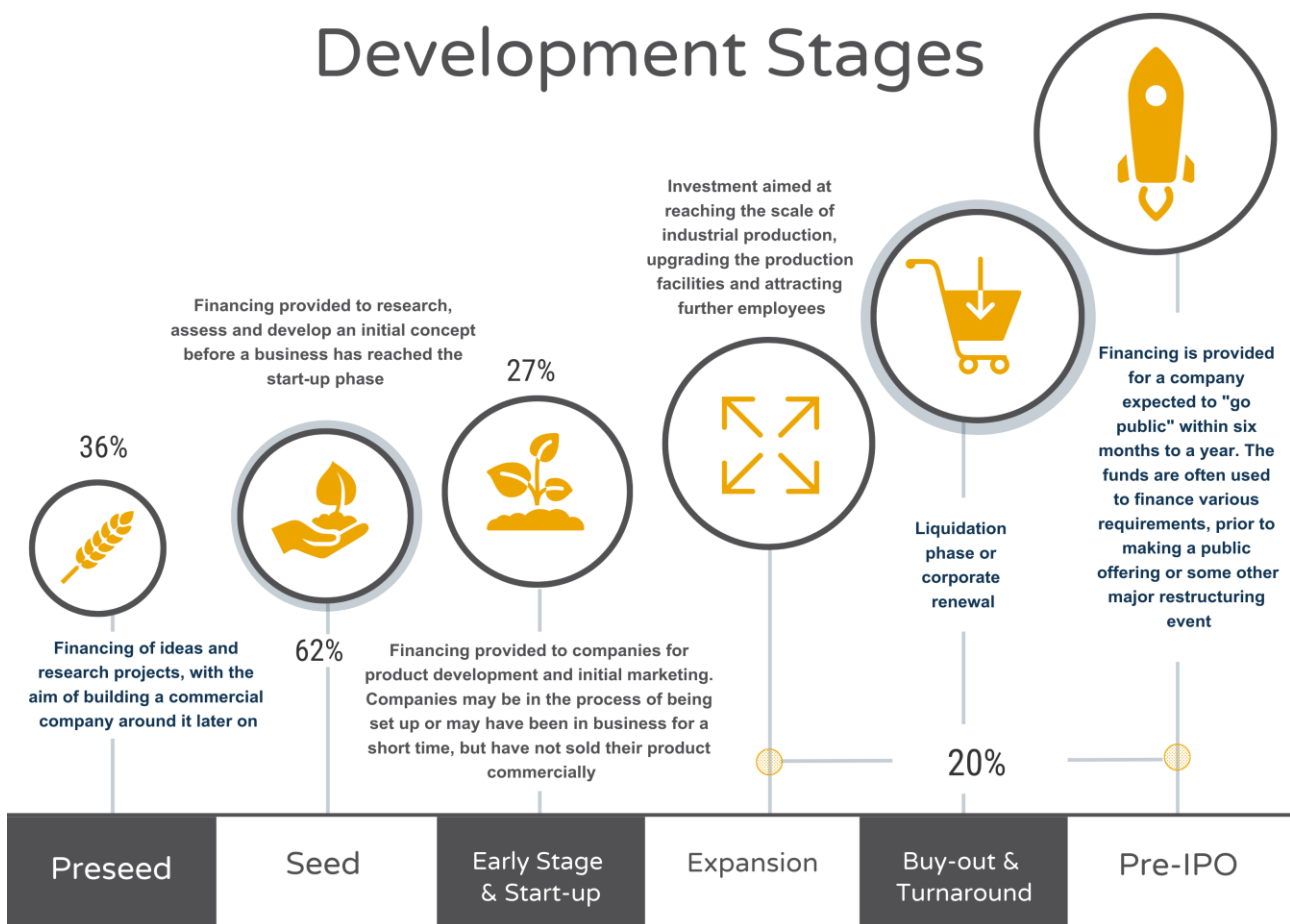 Development Stages
36%
Financing of ideas and
research projects, with the
aim of building a commercial
company around it later on
Financing provided to research,
assess and develop an initial concept
before a business has reached the
start-up phase
62%
27%
Financing provided to companies for
product development and initial marketing.
Companies may be in the process of being
set up or may have been in business for a
short time, but have not sold their product
commercially
Investment aimed at
reaching the scale of
industrial production,
upgrading the production
facilities and attracting
further employees
Liquidation
phase or
corporate
renewal
Financing is provided
for a company
expected to "go
public" within six
months to a year. The
funds are often used
to finance various
requirements, prior to
making a public
offering or some other
major restructuring
event
20%
Preseed
Seed
Early Stage
& Start-up
Expansion
Buy-out &
Turnaround
Pre-IPO